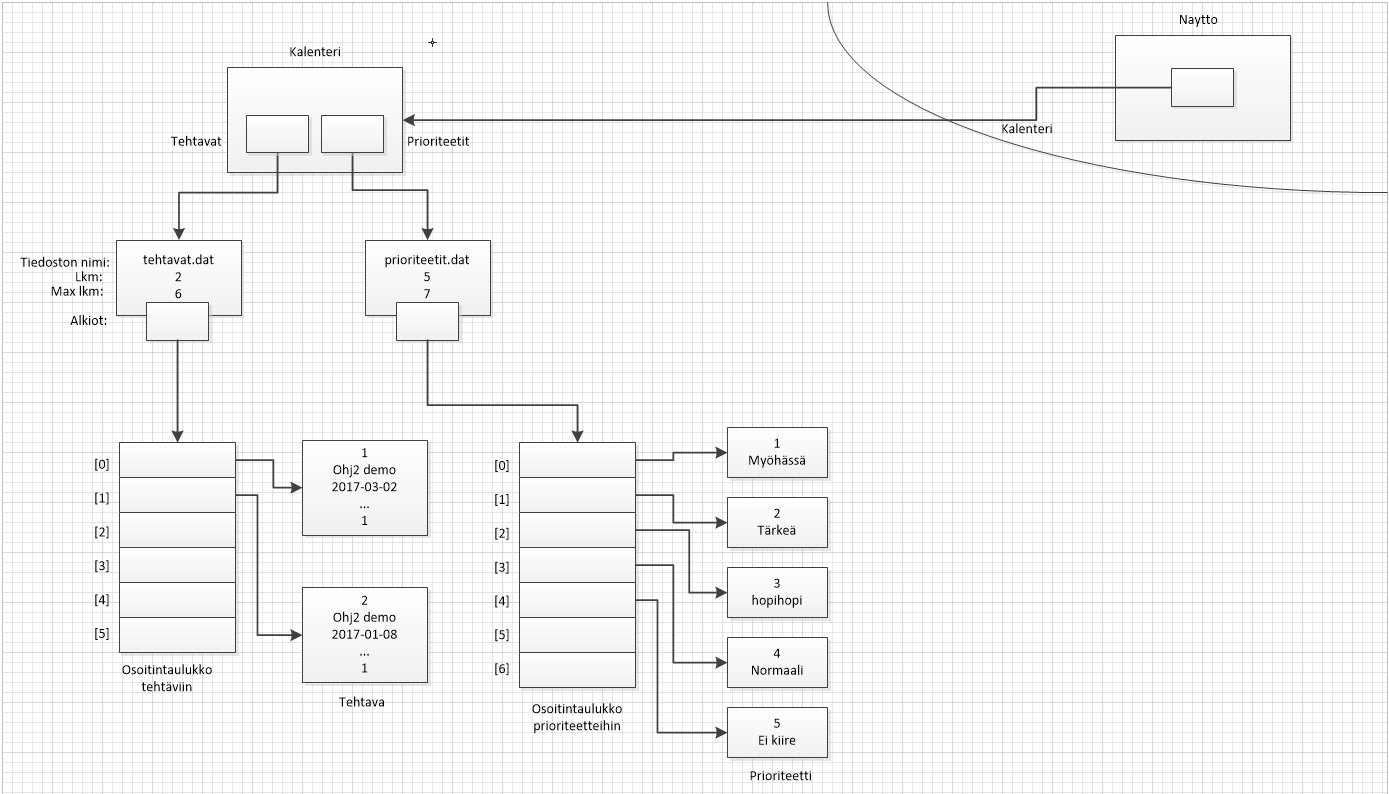 Naytto
Kalenteri
Kalenteri
Tehtavat
Prioriteetit
Tiedoston nimi:
Lkm:
Max lkm:
Alkiot:
tehtavat.dat
2
6
prioriteetit.dat
5
7
[0]
[1]
[2]
[3]
[4]
[5]
Osoitintaulukko
tehtäviin
1
Ohj2 demo
2017-03-02
...
1
2
Ohj2 demo
2017-01-08
...
1
Tehtava
[0]
[1]
[2]
[3]
[4]
[5]
[6]
Osoitintaulukko
prioriteetteihin
1
Myöhässä
2
Tärkeä
3
hopihopi
4
Normaali
5
Ei kiire
Prioriteetti